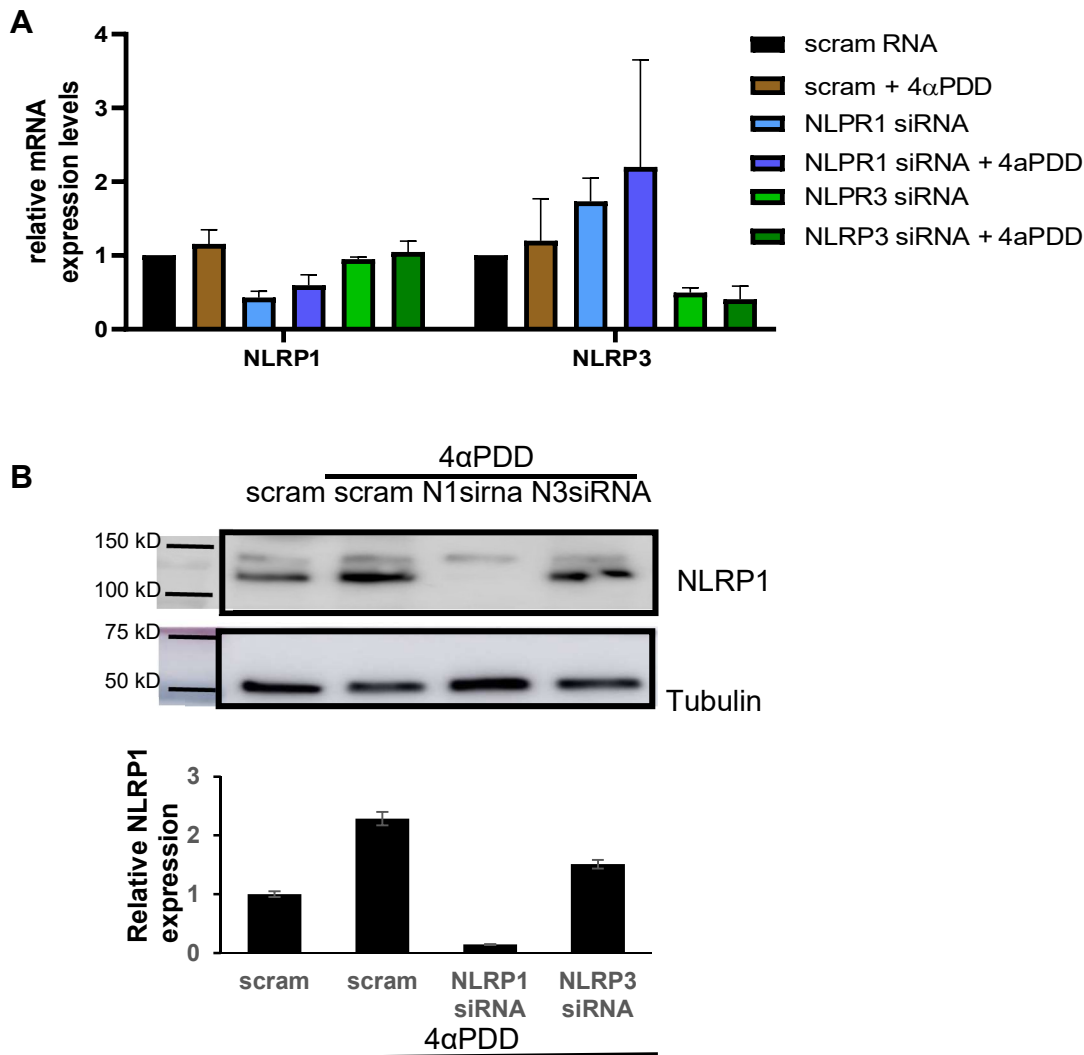 A
4
3
2
1
0
relative mRNA
expression levels
NLRP1
NLRP3
scram RNA
scram + 4αPDD
NLPR1 siRNA
NLPR1 siRNA + 4aPDD
NLPR3 siRNA
NLRP3 siRNA + 4aPDD
B
4αPDD
scram scram N1sirna N3siRNA
150 kD
100 kD
NLRP1
75 kD
50 kD
Tubulin
Relative NLRP1
expression
3
2
1
0
scram
scram
NLRP1
siRNA
NLRP3
siRNA
4αPDD